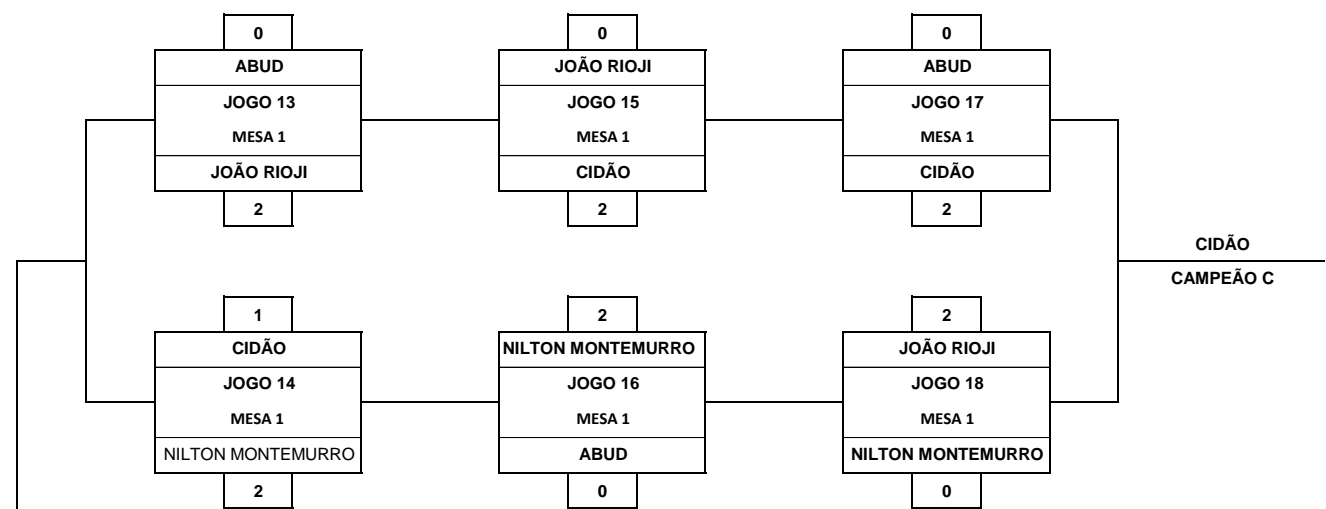 0
ABUD
JOGO 13
MESA 1
JOÃO RIOJI
2
0
JOÃO RIOJI
JOGO 15
MESA 1
CIDÃO
2
0
ABUD
JOGO 17
MESA 1
CIDÃO
2
CIDÃO
CAMPEÃO C
1
CIDÃO
JOGO 14
MESA 1
NILTON MONTEMURRO
2
2
NILTON MONTEMURRO
JOGO 16
MESA 1
ABUD
0
2
JOÃO RIOJI
JOGO 18
MESA 1
NILTON MONTEMURRO
0